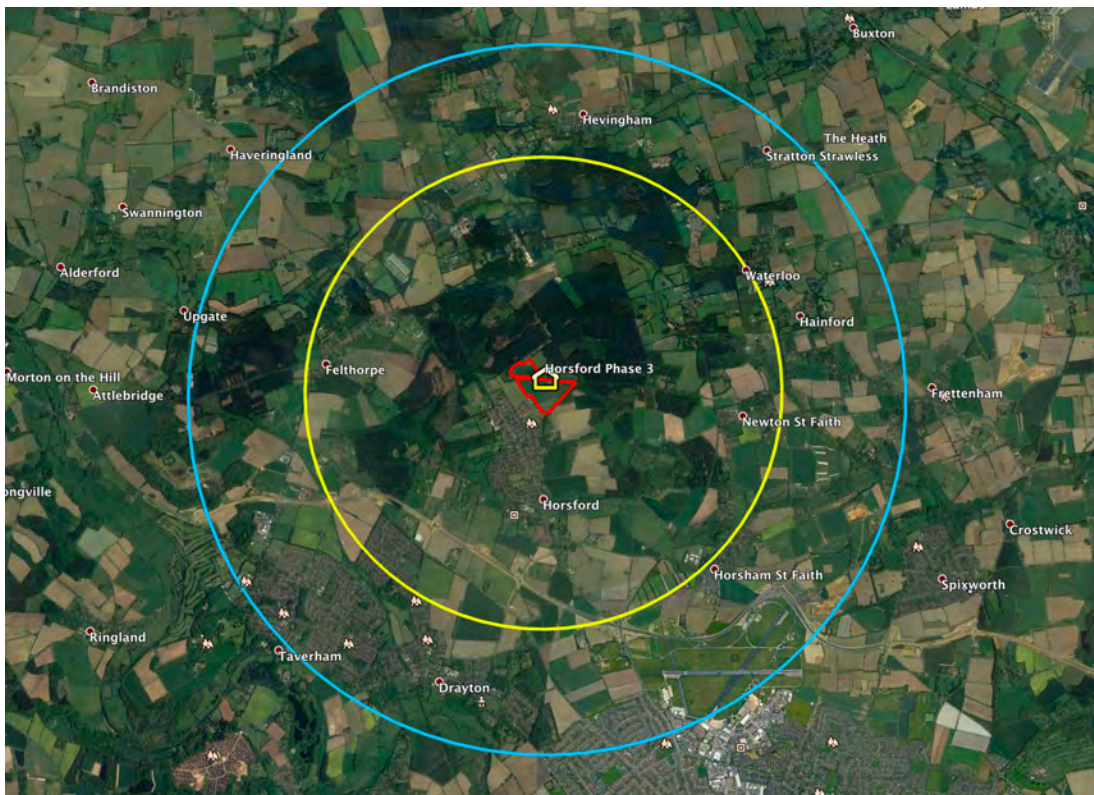 Buxton
Brandiston
Hevingham
The Heath
Haveringland
Stratton Strawless
Swannington
Alderford
Waterloo
Upgate
Hainford
Horsford Phase 3
Felthorpe
Morton on the Hill
Attlebridge
Frettenham
Newton St Faith
ongville
Horsford
Crostwick
Horsham St Faith
Spixworth
Ringland
Taverham
Drayton